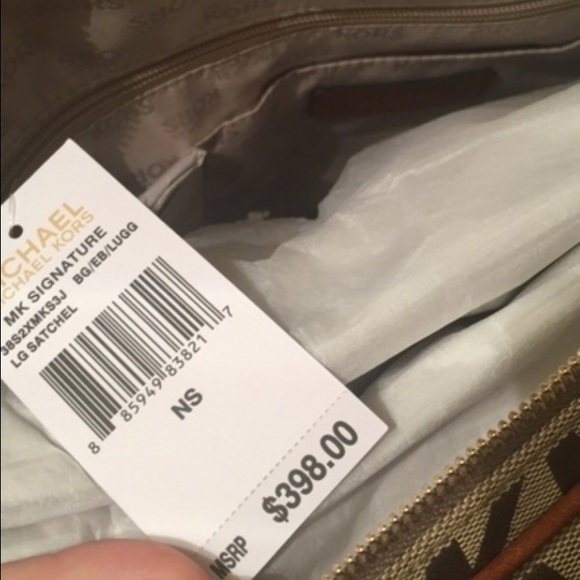 MICHAEL
MICHAEL KORS
MK SIGNATURE
38S2XMKS3J BG/EB/LUGG
LG SATCHEL
8 85949 83821 7
NS
MSRP $398.00
KORS